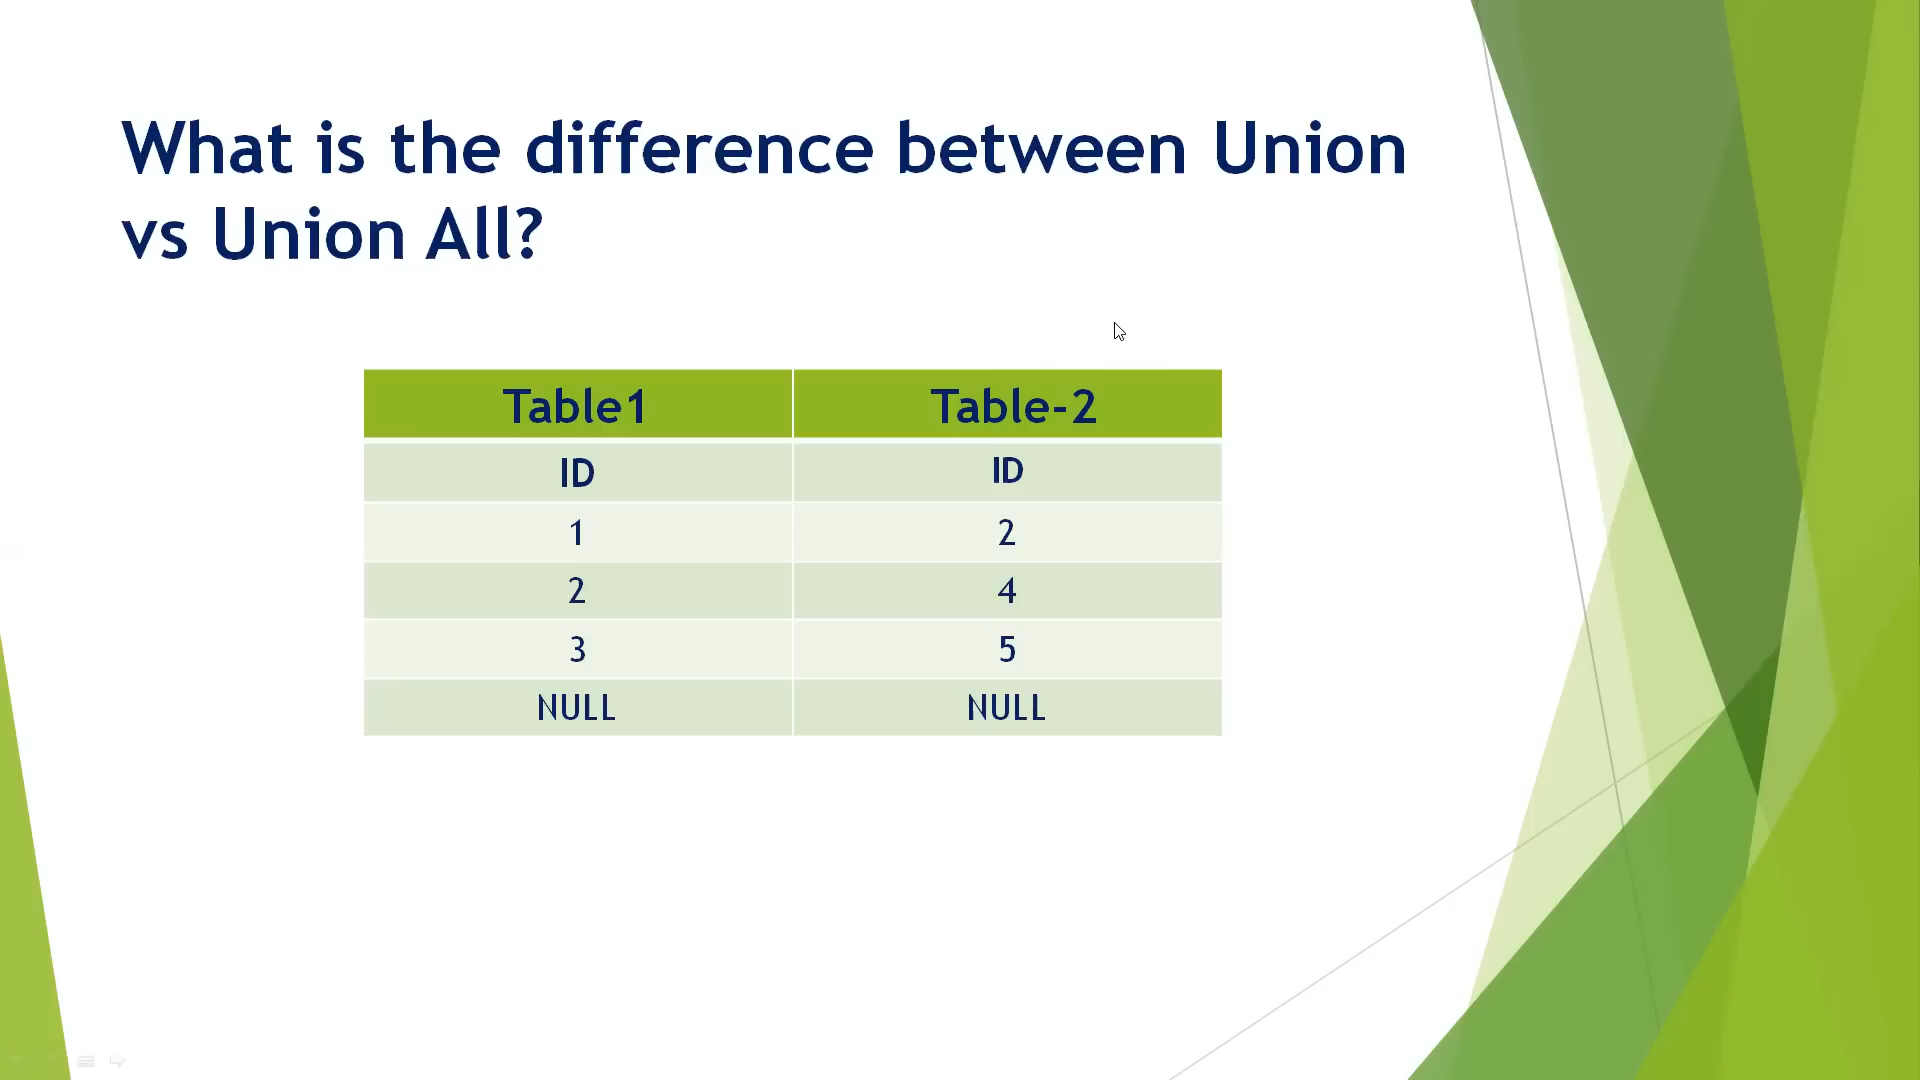 What is the difference between Union
vs Union All?
Table1 Table-2
ID ID
1 2
2 4
3 5
NULL NULL